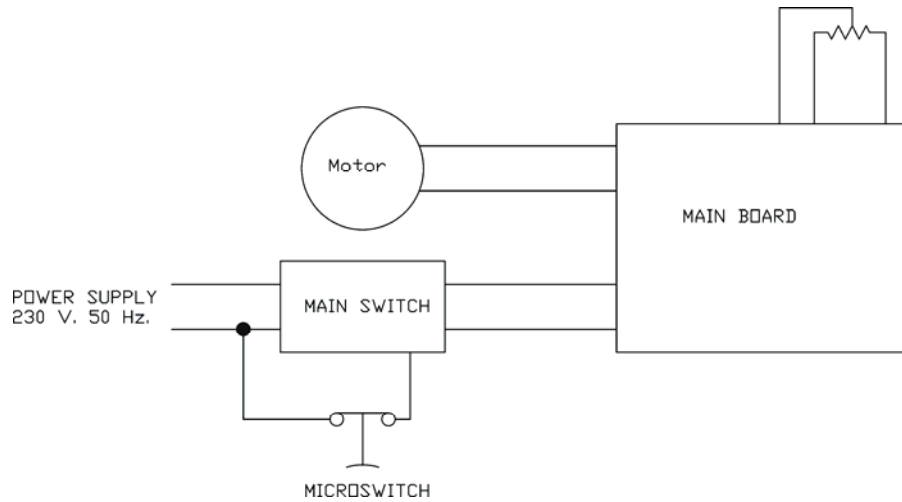 Motor
MAIN BOARD
POWER SUPPLY
230 V. 50 Hz.
MAIN SWITCH
MICROSWITCH